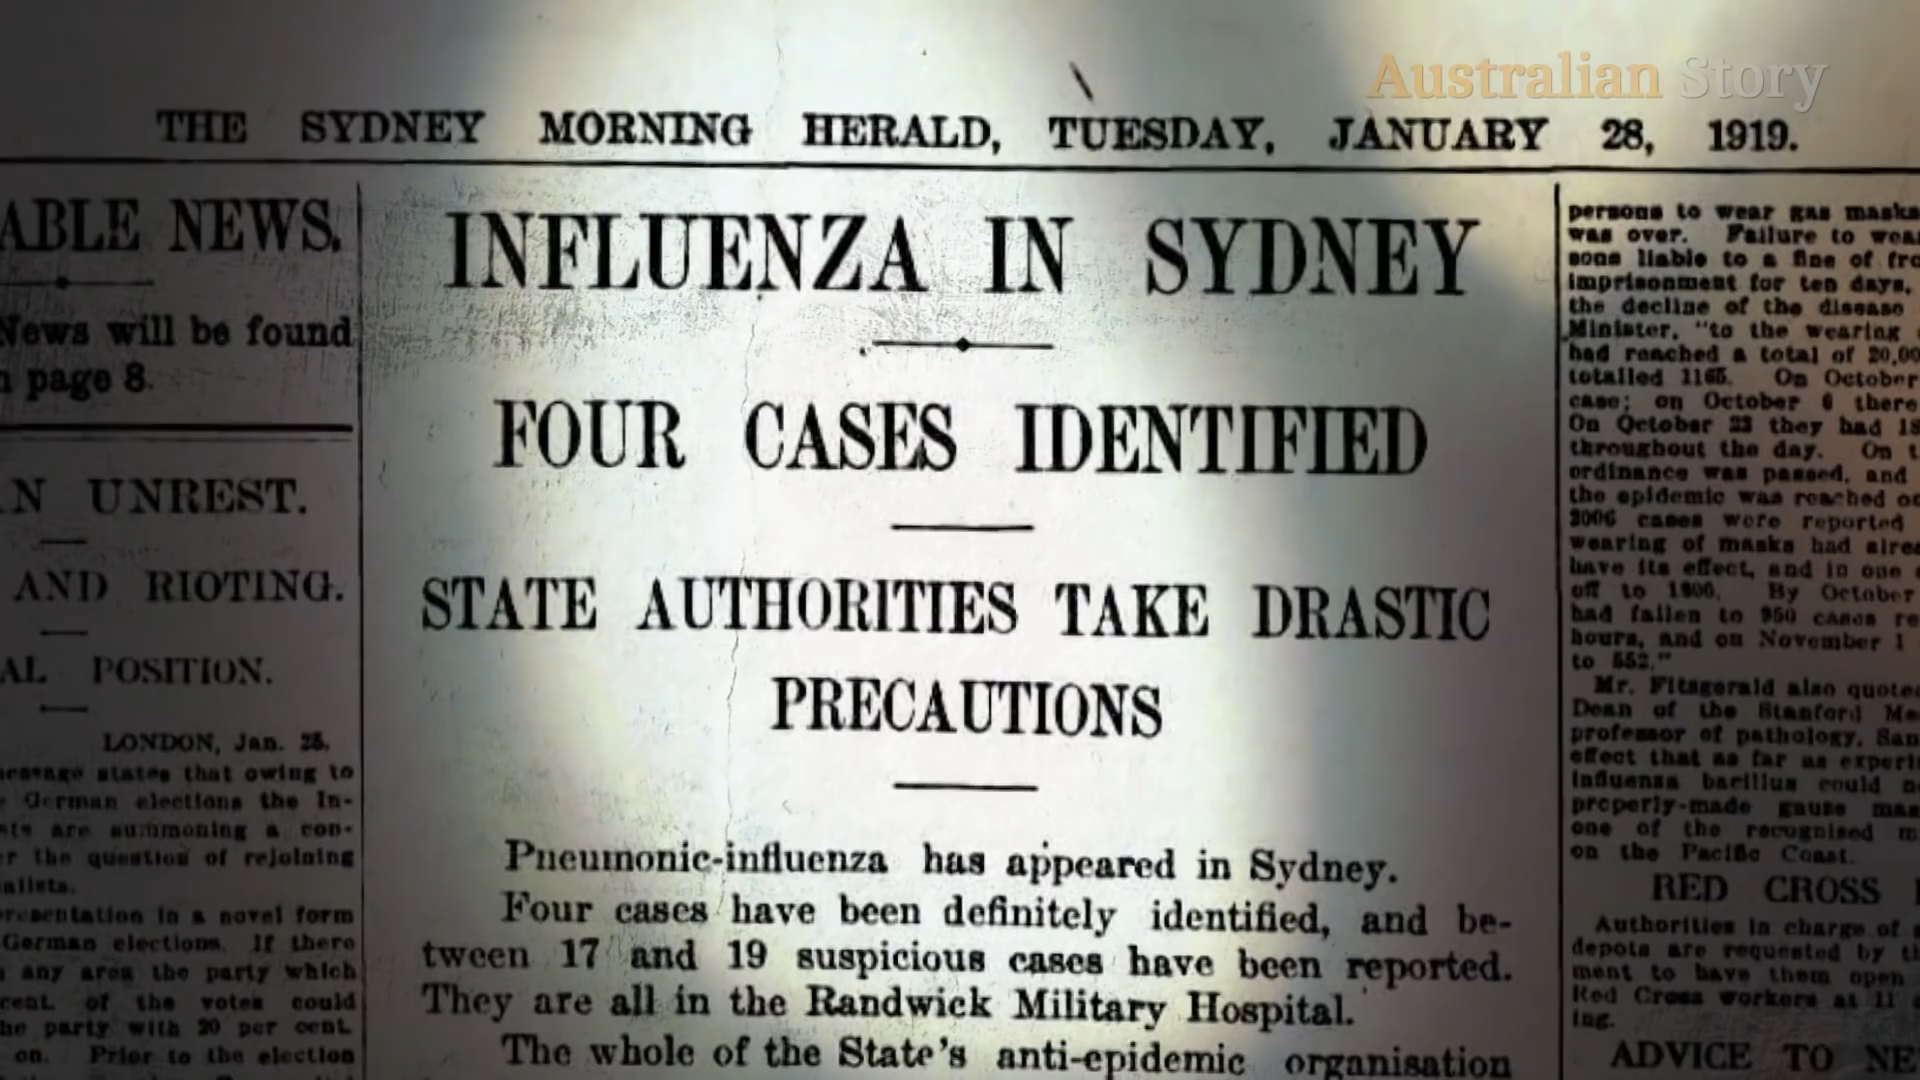 Australian Story
THE SYDNEY MORNING HERALD, TUESDAY, JANUARY 28, 1919.
ABLE NEWS.
News will be found
page 8.
N UNREST.
AND RIOTING.
AL POSITION.
LONDON, Jan. 25.
message states that owing to
German elections the In-
are summoning a con-
r the question of rejoining
alists.
presentation in a novel form
German elections. If there
any area the party which
cent. of the votes could
he party with 20 per cent.
on. Prior to the election
INFLUENZA IN SYDNEY
FOUR CASES IDENTIFIED
STATE AUTHORITIES TAKE DRASTIC
PRECAUTIONS
Pneumonic-influenza has appeared in Sydney.
Four cases have been definitely identified, and be-
tween 17 and 19 suspicious cases have been reported.
They are all in the Randwick Military Hospital.
The whole of the State's anti-epidemic organisation
persons to wear gas masks
was over. Failure to wea
sons liable to a fine of fro
imprisonment for ten days.
the decline of the disease
Minister, "to the wearing
had reached a total of 20,00
totalled 1165. On October
case; on October 6 there
On October 23 they had 18
throughout the day. On t
ordinance was passed, and
the epidemic was reached o
2006 cases were reported
wearing of masks had alrea
have its effect, and in one
off to 1800. By October
had fallen to 950 cases re
hours, and on November 1
to 552."
Mr. Fitzgerald also quote
Dean of the Stanford Me
professor of pathology, San
effect that as far as experi
influenza bacillus could n
properly-made gauze mas
one of the recognised m
on the Pacific Coast.
RED CROSS
Authorities in charge of
depots are requested by th
ment to have them open
Red Cross workers at 11
ing.
ADVICE TO NE